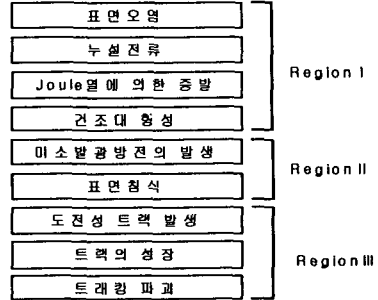 표면오염
누설전류
Joule열에 의한 증발
건조대 형성
Region I
미소발광방전의 발생
표면침식
Region II
도전성 트랙 발생
트랙의 성장
트래킹 파괴
Region III